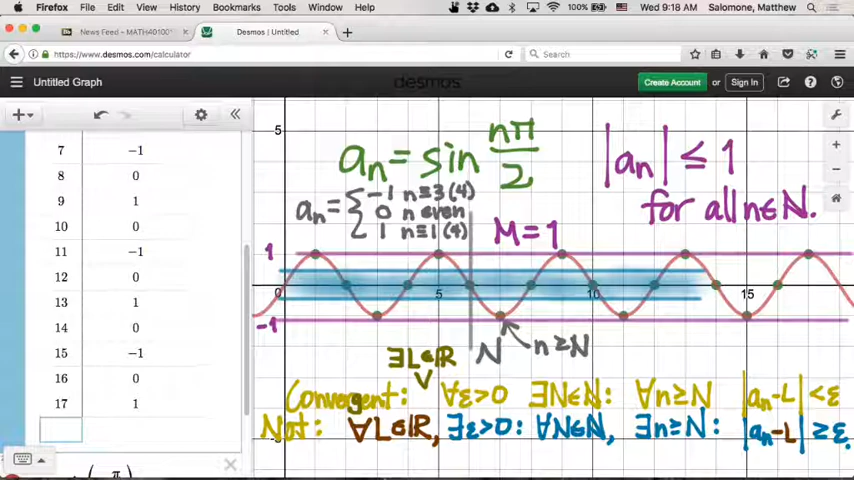 Firefox File Edit View History Bookmarks Tools Window Help 100% Wed 9:18 AM Salomone, Matthew
News Feed – MATH40100 Desmos | Untitled
https://www.desmos.com/calculator Search
Untitled Graph desmos Create Account or Sign In
7 −1
8 0
9 1
10 0
11 −1
12 0
13 1
14 0
15 −1
16 0
17 1
5
aₙ = sin nπ/2
|aₙ| ≤ 1
for all n∈ℕ.
aₙ = { −1 n≡3(4)
0 n even
1 n≡1(4)
M=1
1
0 5 10 15
−1
N n≥N
∃L∈ℝ
Convergent: ∀ε>0 ∃N∈ℕ: ∀n≥N |aₙ−L|<ε
Not: ∀L∈ℝ, ∃ε>0: ∀N∈ℕ, ∃n≥N: |aₙ−L|≥ε.